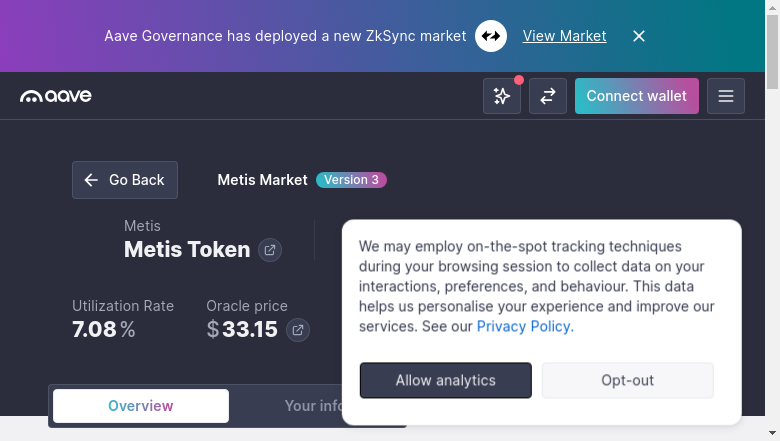 Aave Governance has deployed a new ZkSync market View Market
aave
Connect wallet
Go Back
Metis Market Version 3
Metis
Metis Token
Utilization Rate
7.08%
Oracle price
$33.15
We may employ on-the-spot tracking techniques
during your browsing session to collect data on your
interactions, preferences, and behaviour. This data
helps us personalise your experience and improve our
services. See our Privacy Policy.
Allow analytics
Opt-out
Overview
Your info